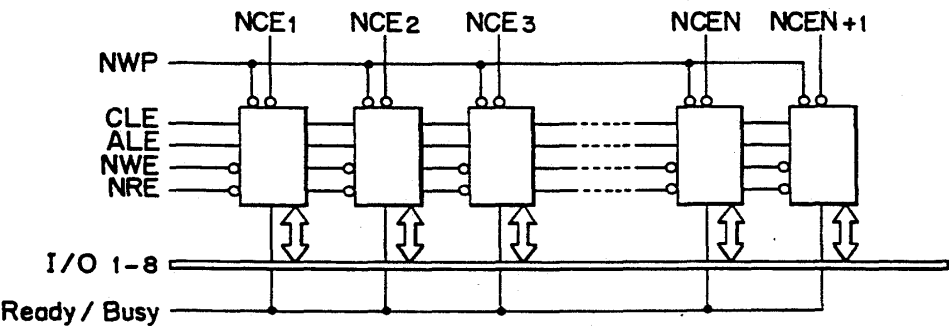 NCE1 NCE2 NCE3 NCEN NCEN+1
NWP
CLE
ALE
NWE
NRE
I/O 1-8
Ready / Busy